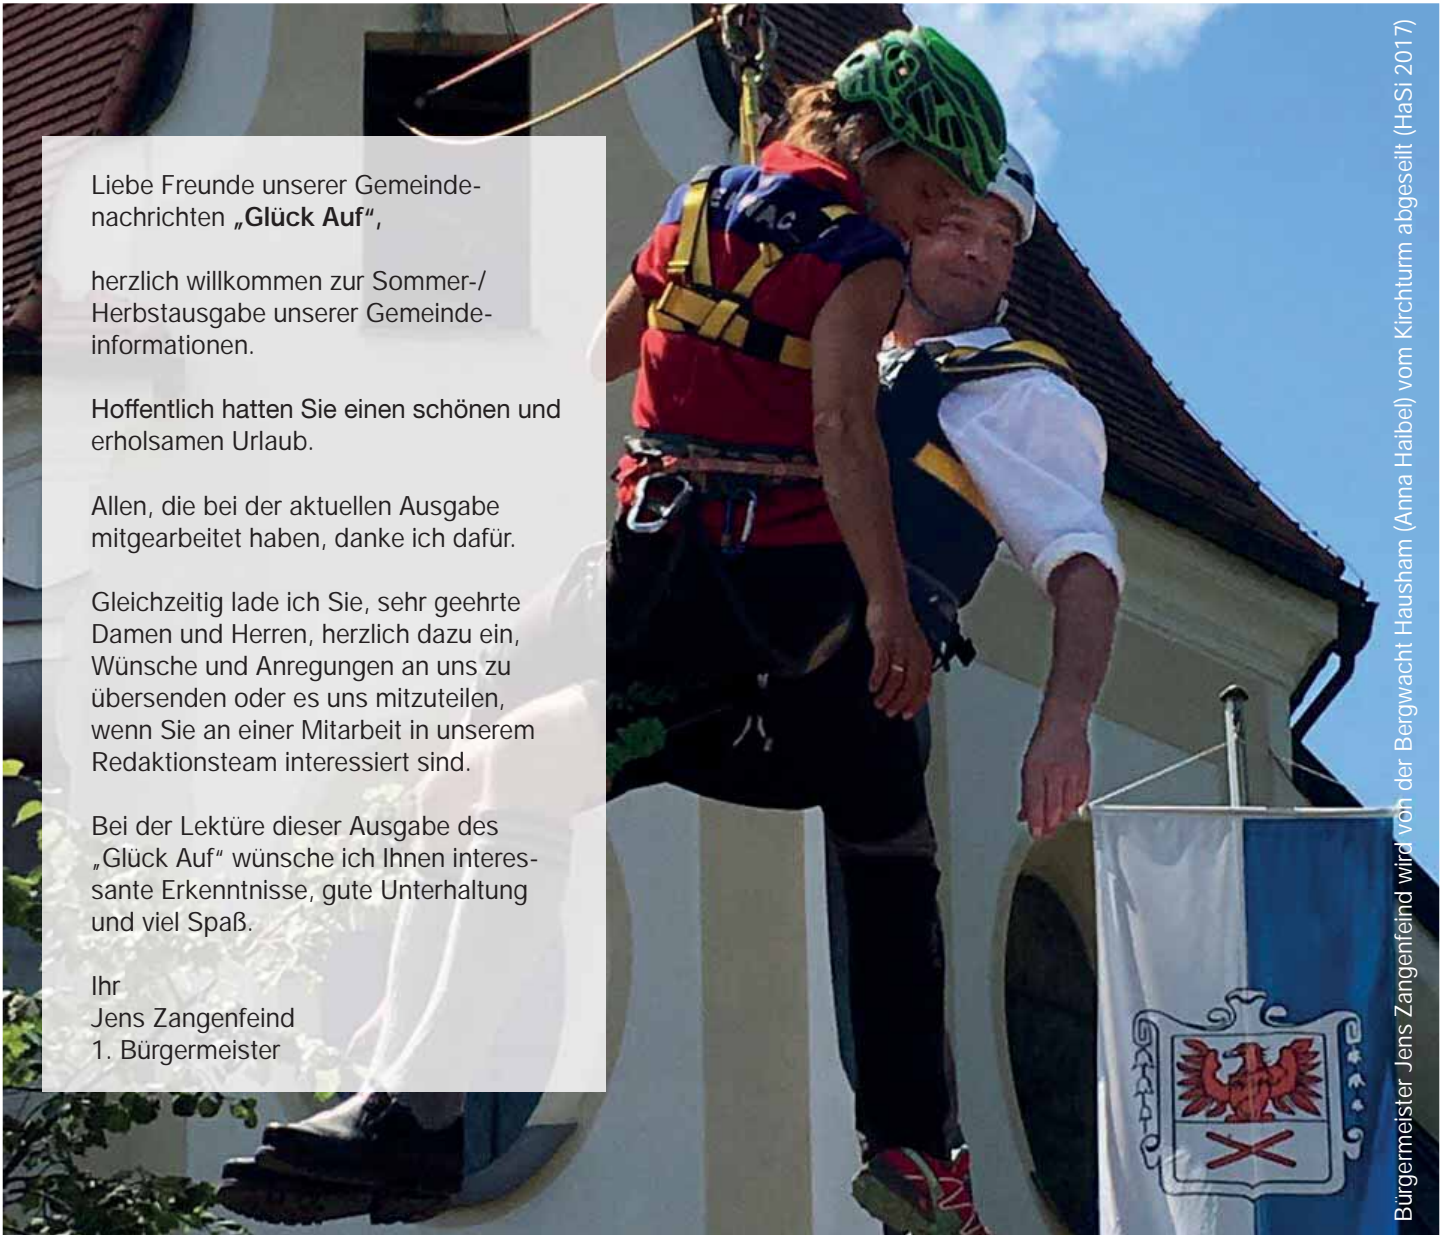 Liebe Freunde unserer Gemeinde-
nachrichten „Glück Auf“,
herzlich willkommen zur Sommer-/
Herbstausgabe unserer Gemeinde-
informationen.
Hoffentlich hatten Sie einen schönen und
erholsamen Urlaub.
Allen, die bei der aktuellen Ausgabe
mitgearbeitet haben, danke ich dafür.
Gleichzeitig lade ich Sie, sehr geehrte
Damen und Herren, herzlich dazu ein,
Wünsche und Anregungen an uns zu
übersenden oder es uns mitzuteilen,
wenn Sie an einer Mitarbeit in unserem
Redaktionsteam interessiert sind.
Bei der Lektüre dieser Ausgabe des
„Glück Auf“ wünsche ich Ihnen interes-
sante Erkenntnisse, gute Unterhaltung
und viel Spaß.
Ihr
Jens Zangenfeind
1. Bürgermeister
Bürgermeister Jens Zangenfeind wird von der Bergwacht Hausham (Anna Haibel) vom Kirchturm abgeseilt (HaSi 2017)